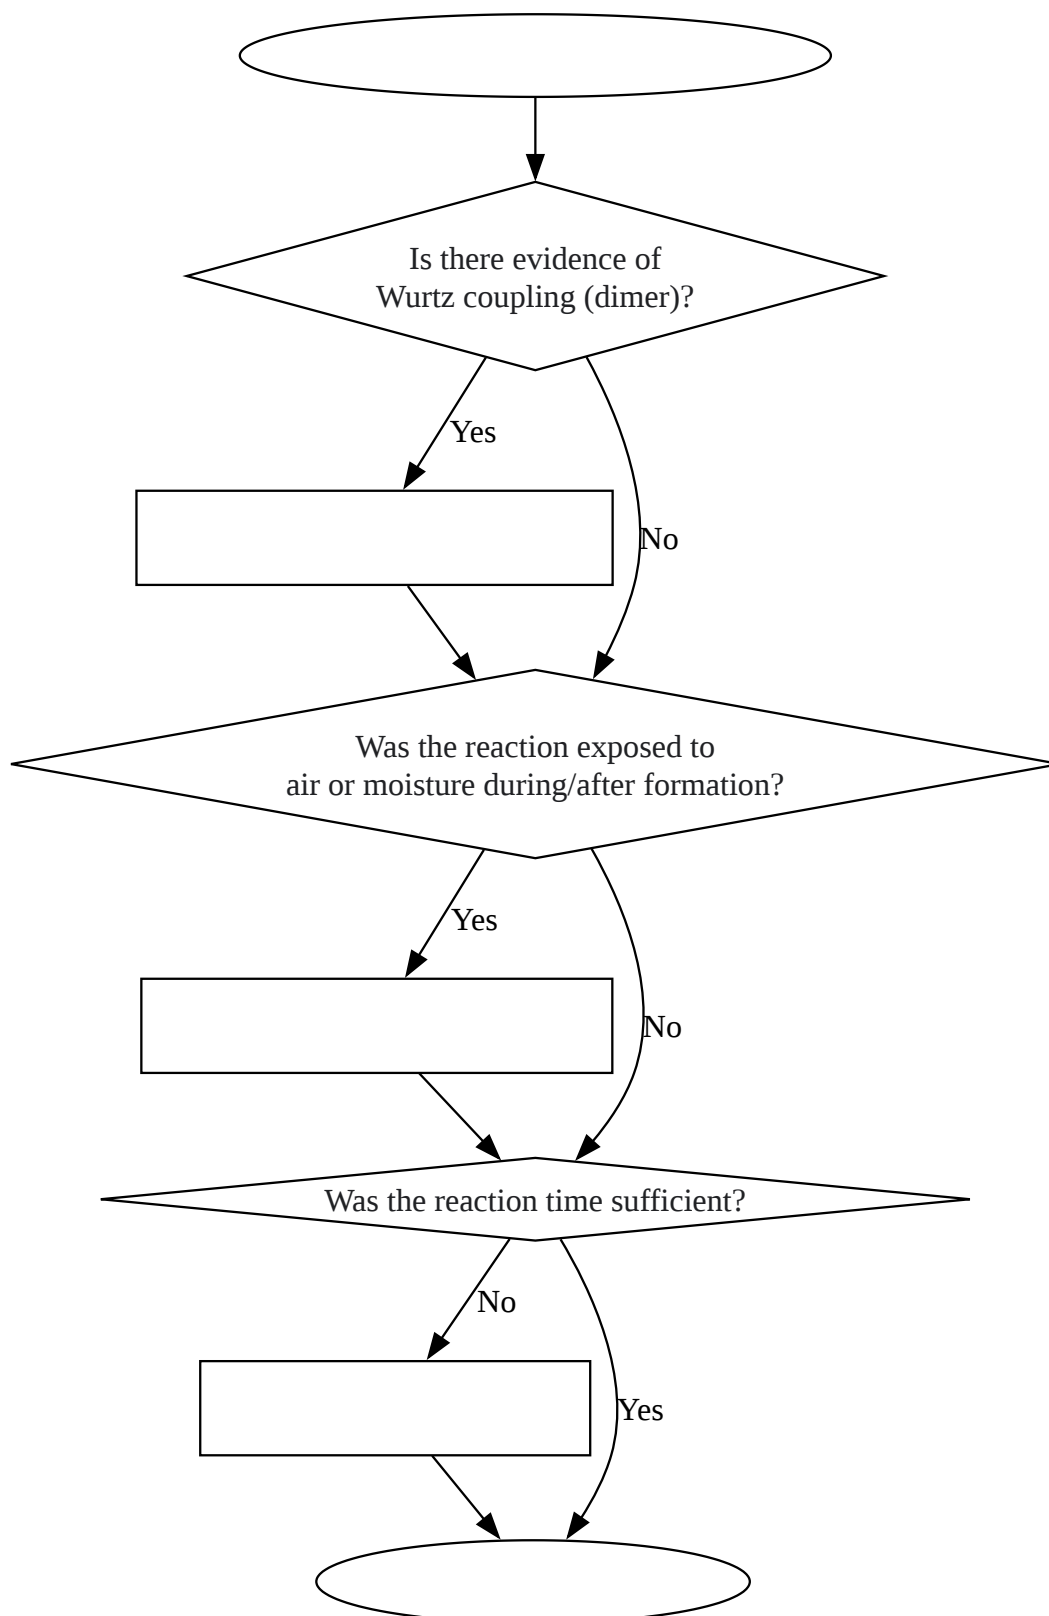 Is there evidence of
Wurtz coupling (dimer)?
Yes
No
Was the reaction exposed to
air or moisture during/after formation?
Yes
No
Was the reaction time sufficient?
No
Yes